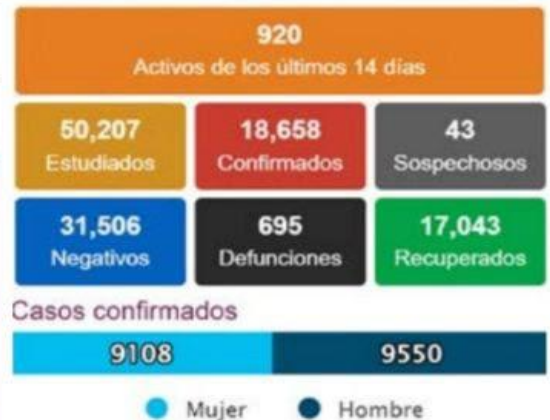 920
Activos de los últimos 14 días
50,207
Estudiados
18,658
Confirmados
43
Sospechosos
31,506
Negativos
695
Defunciones
17,043
Recuperados
Casos confirmados
9108
9550
Mujer
Hombre